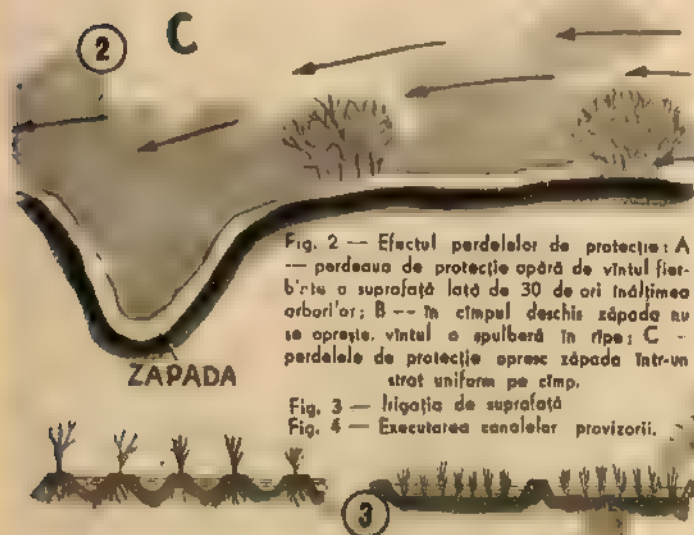 2 C
Fig. 2 — Efectul perdelelor de protecție: A
— perdeaua de protecție apără de vîntul fier-
binte o suprafață lată de 30 de ori înălțimea
arborilor; B — în cîmpul deschis zăpada nu
se oprește, vîntul o spulberă în rîpe; C —
perdelele de protecție opresc zăpada într-un
strat uniform pe cîmp.
Fig. 3 — Irigația de suprafață
Fig. 4 — Executarea canalelor provizorii.
ZAPADA
3